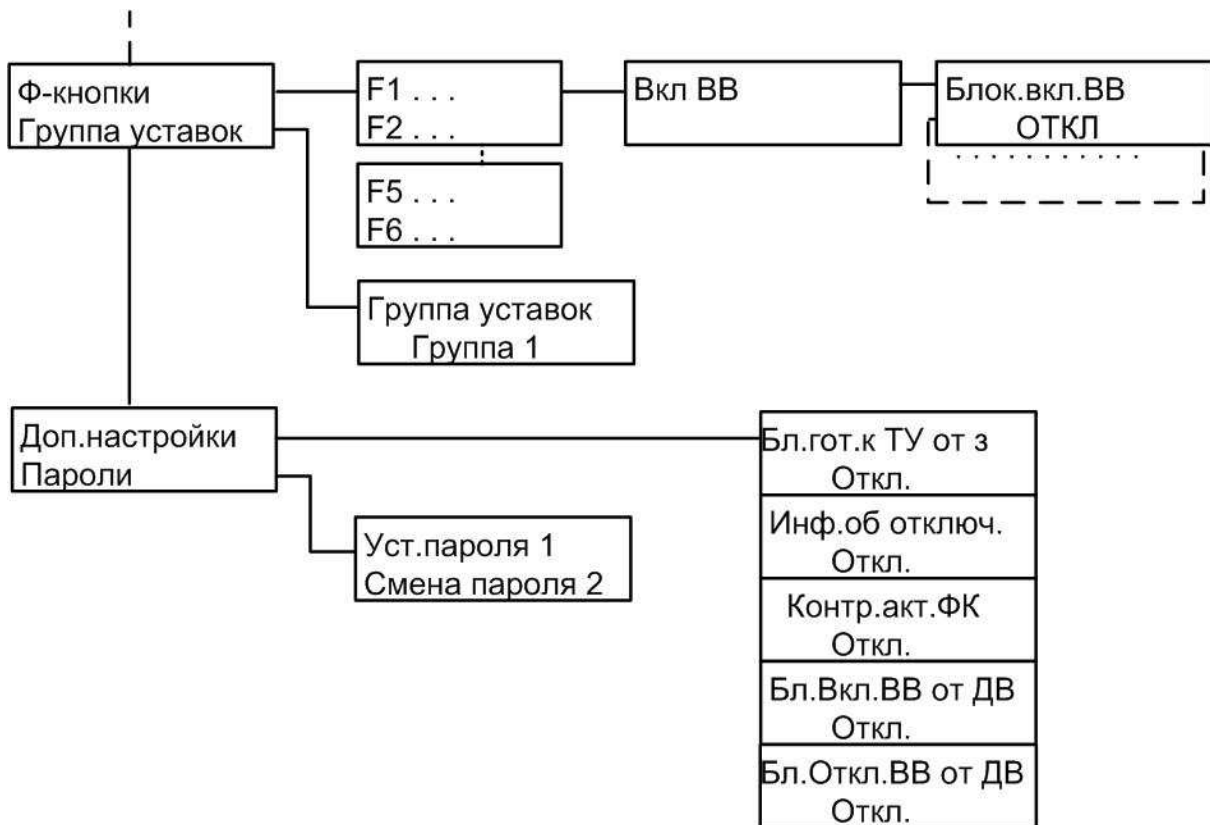 Ф-кнопки
Группа уставок
F1 . . .
F2 . . .
Вкл ВВ
Блок.вкл.ВВ
ОТКЛ
. . . . . . . . . . .
F5 . . .
F6 . . .
Группа уставок
Группа 1
Доп.настройки
Пароли
Уст.пароля 1
Смена пароля 2
Бл.гот.к ТУ от з
Откл.
Инф.об отключ.
Откл.
Контр.акт.ФК
Откл.
Бл.Вкл.ВВ от ДВ
Откл.
Бл.Откл.ВВ от ДВ
Откл.